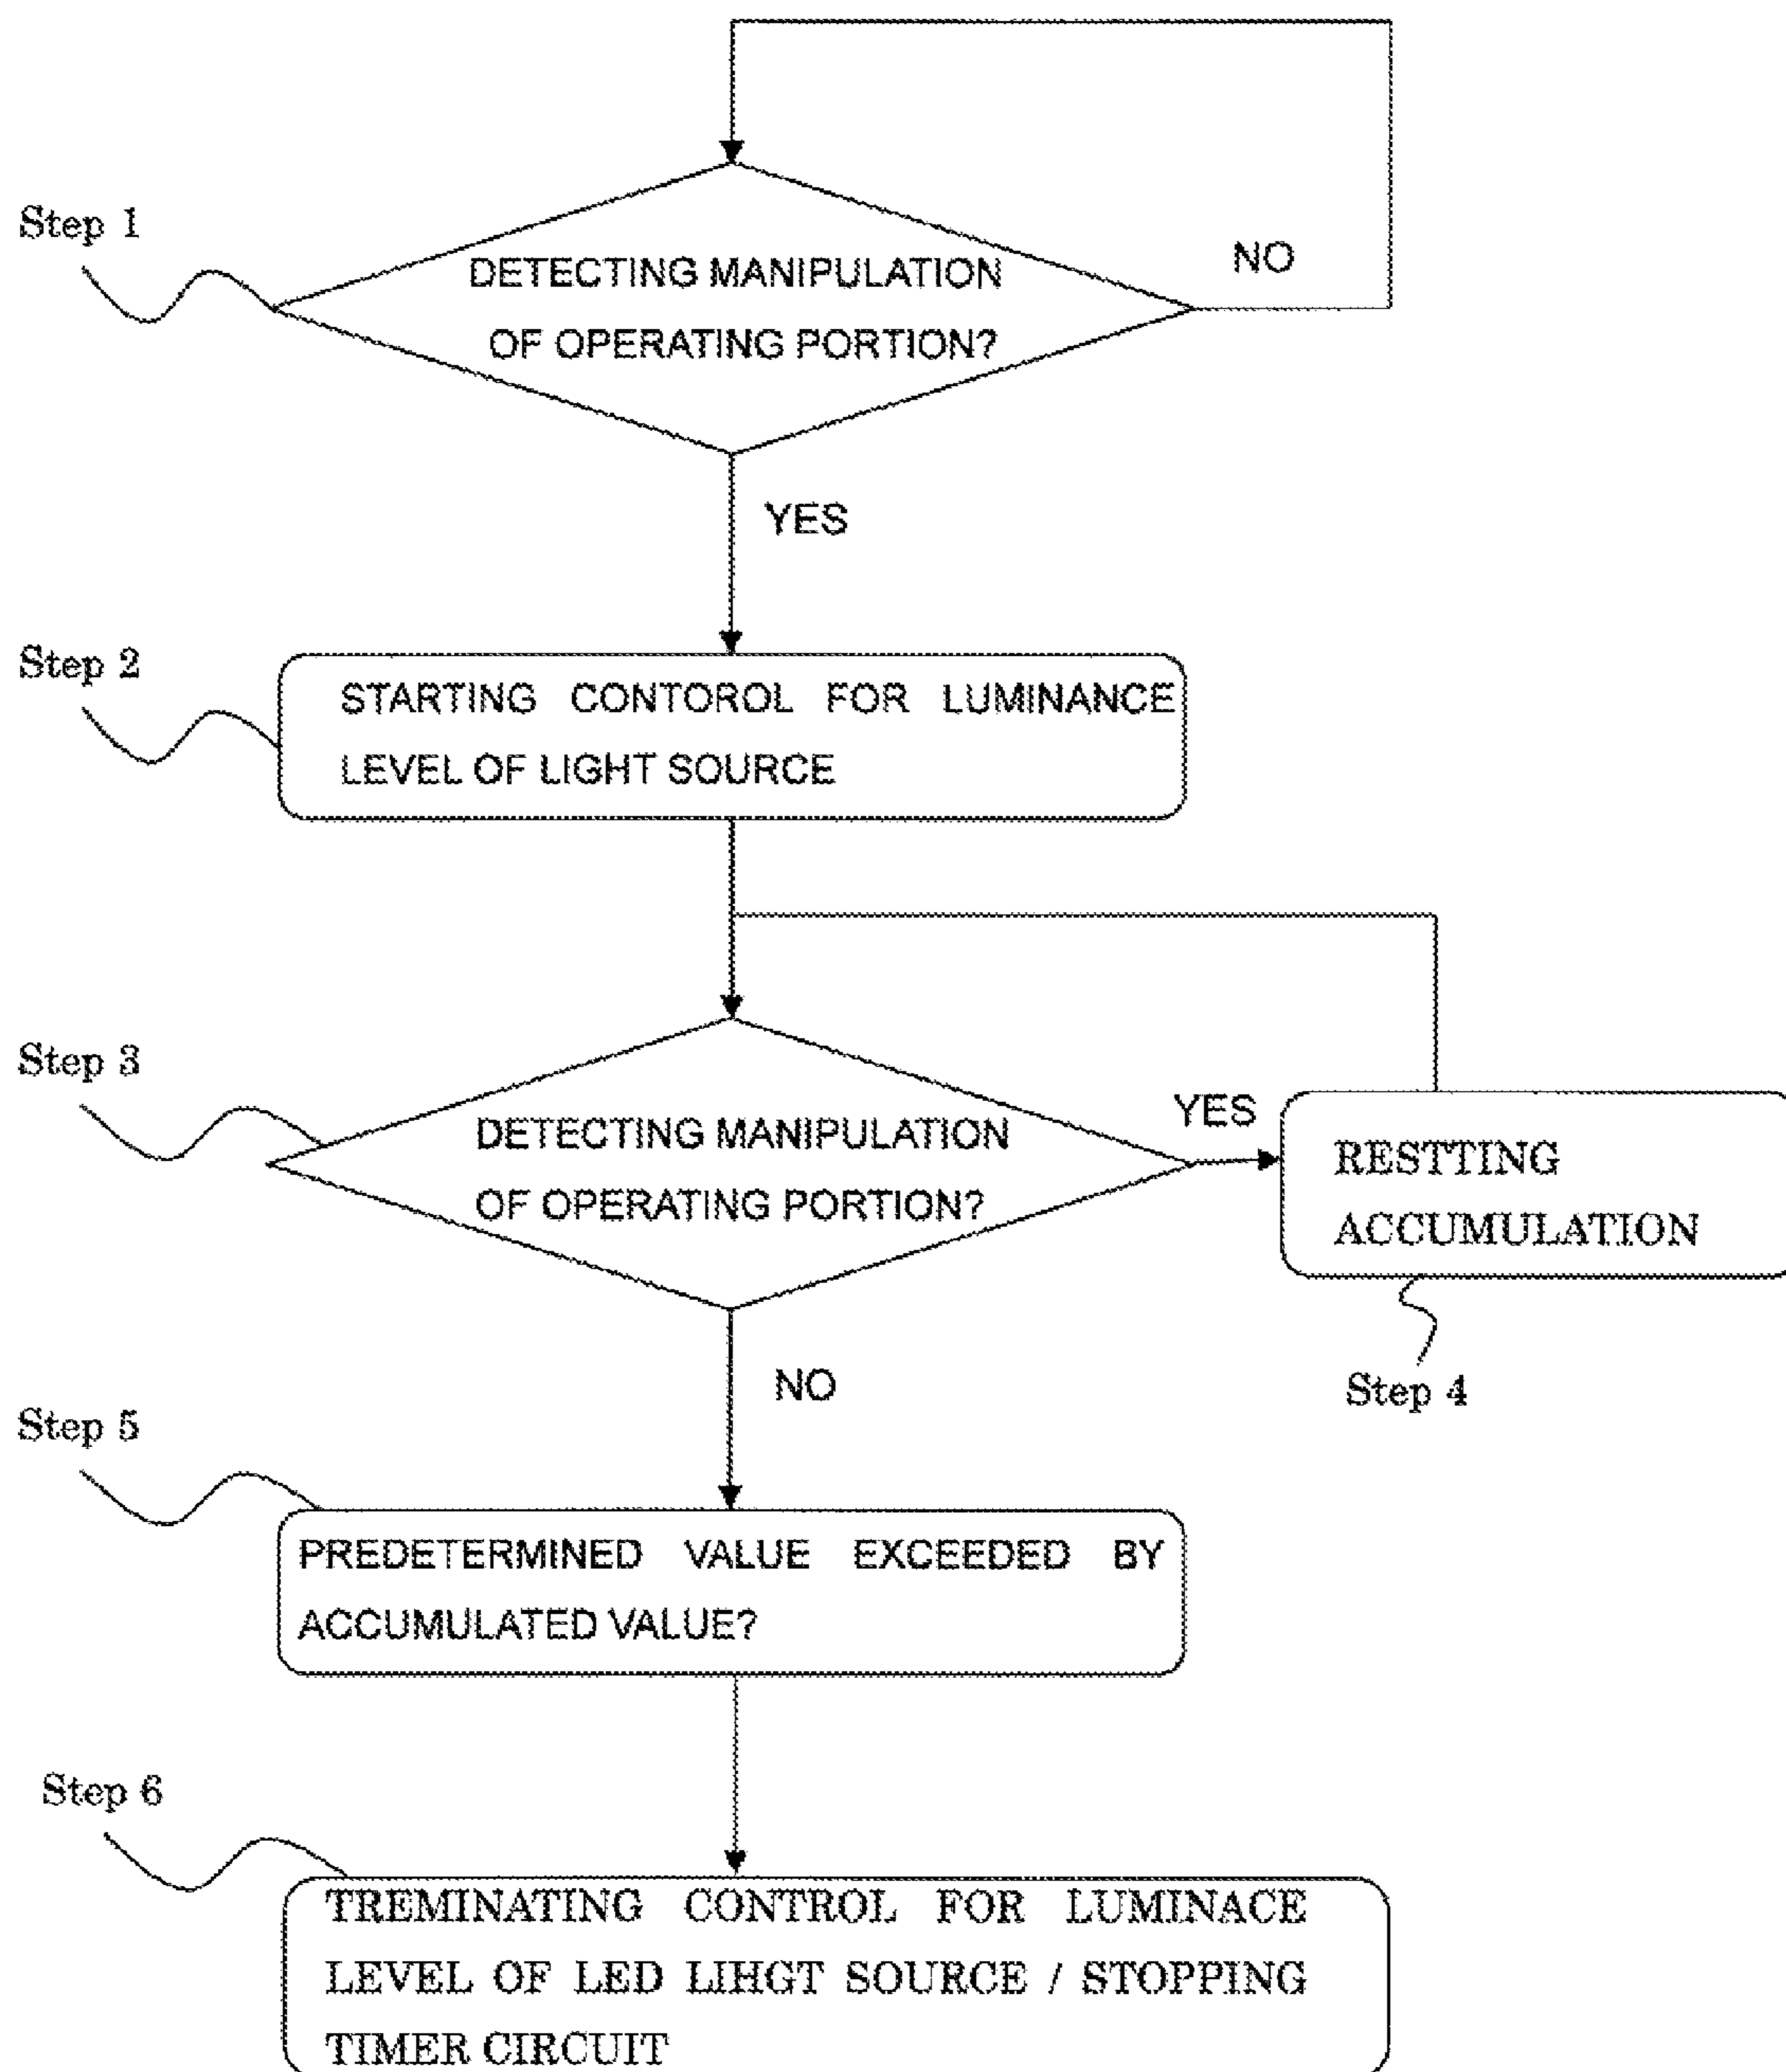 Step 1
DETECTING MANIPULATION
OF OPERATING PORTION?
NO
YES
Step 2
STARTING CONTOROL FOR LUMINANCE
LEVEL OF LIGHT SOURCE
Step 3
DETECTING MANIPULATION
OF OPERATING PORTION?
YES
RESTTING
ACCUMULATION
Step 4
NO
Step 5
PREDETERMINED VALUE EXCEEDED BY
ACCUMULATED VALUE?
Step 6
TREMINATING CONTROL FOR LUMINACE
LEVEL OF LED LIHGT SOURCE / STOPPING
TIMER CIRCUIT